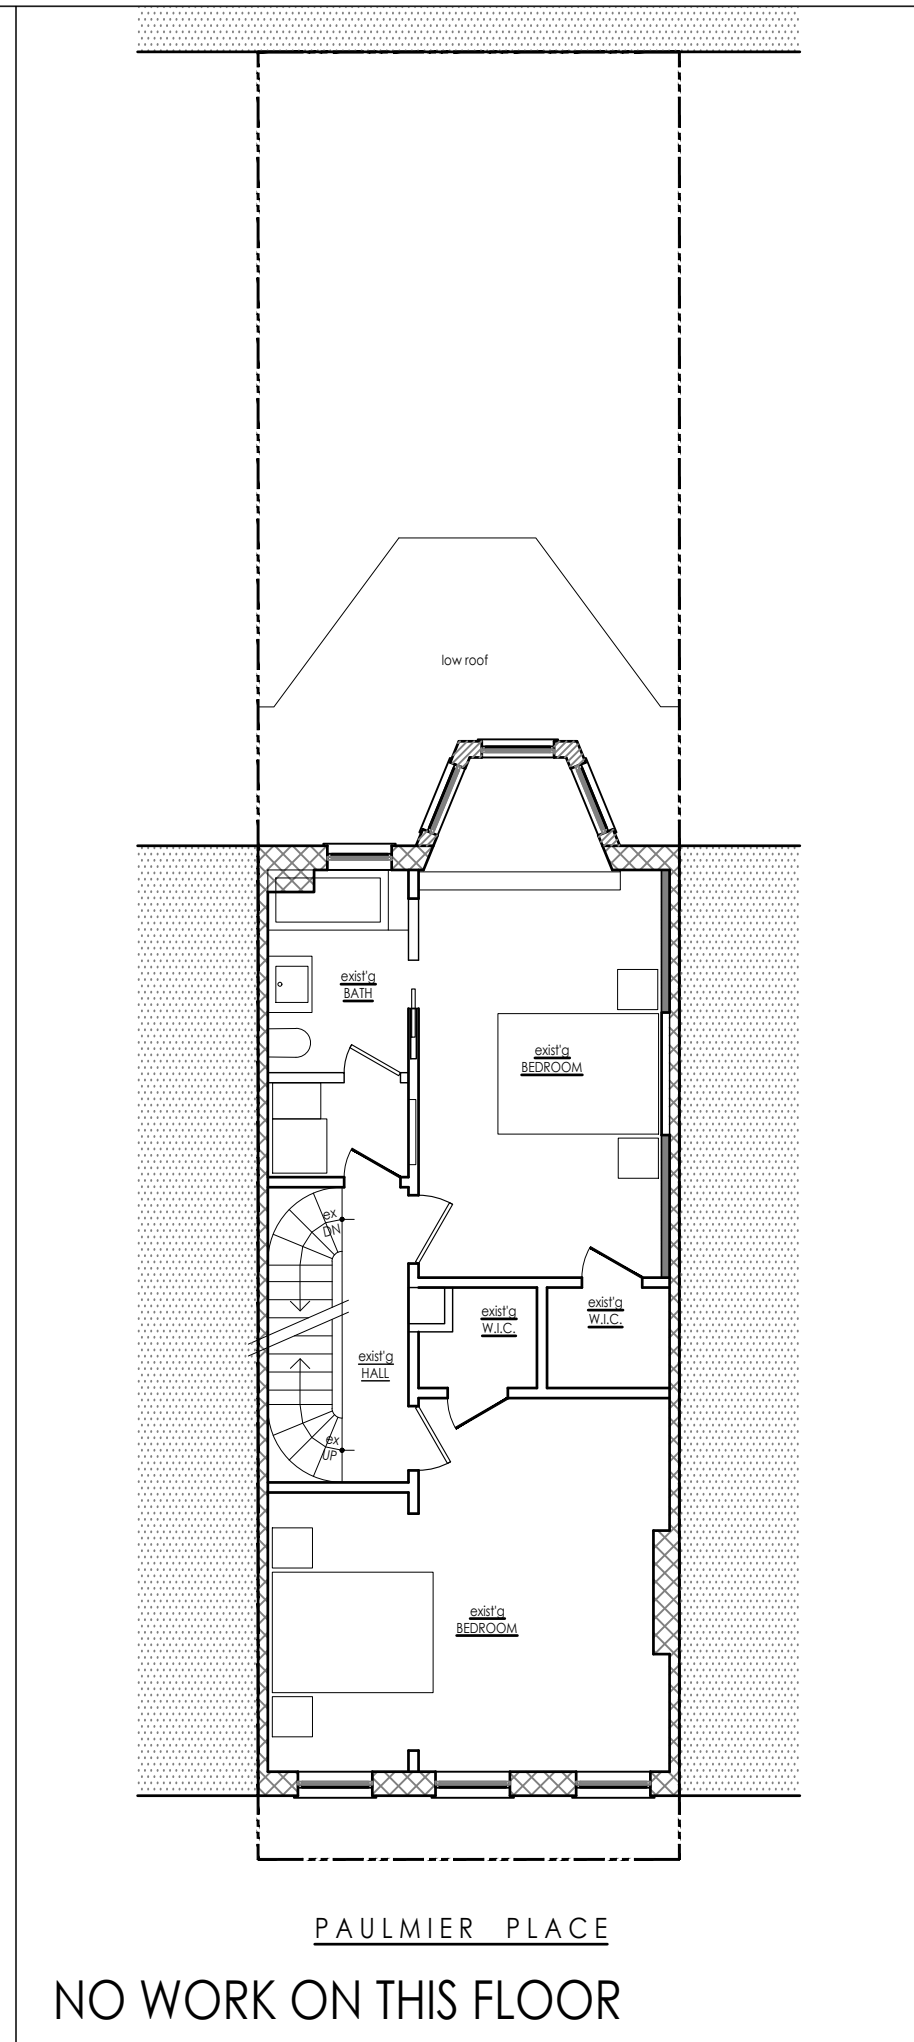 low roof
exist'g
BATH
exist'g
BEDROOM
ex
DN
exist'g
W.I.C.
exist'g
W.I.C.
exist'g
HALL
ex
UP
exist'g
BEDROOM
PAULMIER PLACE
NO WORK ON THIS FLOOR